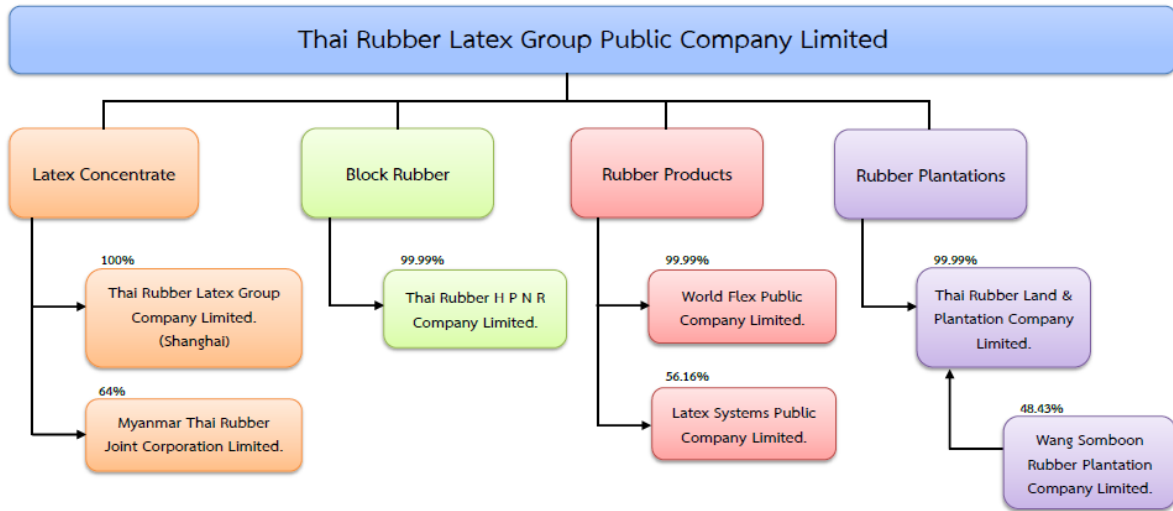 Thai Rubber Latex Group Public Company Limited
Latex Concentrate
Block Rubber
Rubber Products
Rubber Plantations
100%
Thai Rubber Latex Group
Company Limited.
(Shanghai)
64%
Myanmar Thai Rubber
Joint Corporation Limited.
99.99%
Thai Rubber H P N R
Company Limited.
99.99%
World Flex Public
Company Limited.
56.16%
Latex Systems Public
Company Limited.
99.99%
Thai Rubber Land &
Plantation Company
Limited.
48.43%
Wang Somboon
Rubber Plantation
Company Limited.